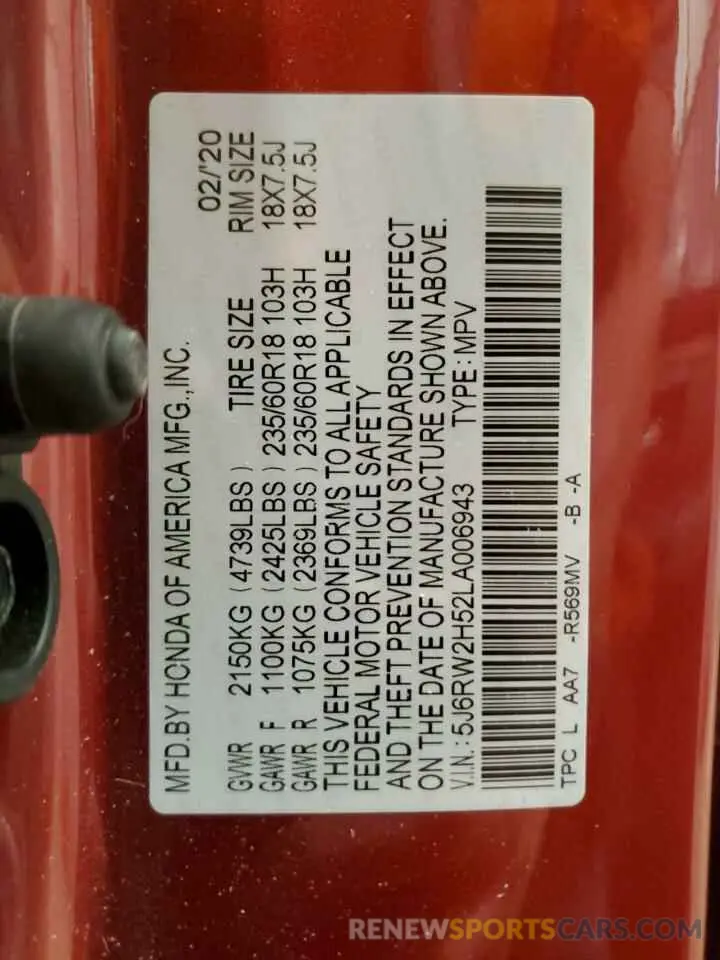 MFD.BY HONDA OF AMERICA MFG.,INC. 02/'20
GVWR 2150KG (4739LBS) TIRE SIZE RIM SIZE
GAWR F 1100KG (2425LBS) 235/60R18 103H 18X7.5J
GAWR R 1075KG (2369LBS) 235/60R18 103H 18X7.5J
THIS VEHICLE CONFORMS TO ALL APPLICABLE
FEDERAL MOTOR VEHICLE SAFETY
AND THEFT PREVENTION STANDARDS IN EFFECT
ON THE DATE OF MANUFACTURE SHOWN ABOVE.
V.I.N.: 5J6RW2H52LA006943 TYPE: MPV
TPC L AA7 -R569MV -B -A
RENEWSPORTSCARS.COM